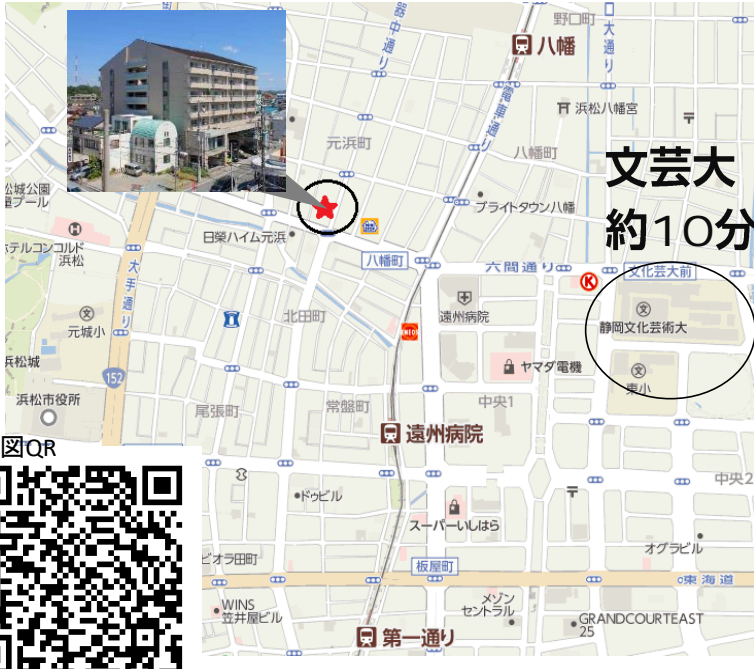 野口町
八幡
器中通り
電車通り
口大通り
浜松八幡宮
元浜町
八幡町
文芸大
約10分
松城公園
プール
ブライトタウン八幡
日榮ハイム元浜
ホテルコンコルド
浜松
八幡町
六間通り
文化芸大前
大手通り
遠州病院
静岡文化芸術大
元城小
北田町
ENEOS
ヤマダ電機
東小
浜松城
152
浜松市役所
尾張町
常盤町
中央1
遠州病院
図QR
中央2
ドゥビル
スーパーいしはら
オグラビル
ビオラ田町
板屋町
東海道
WINS
笠井屋ビル
メゾン
セントラル
GRANDCOURTEAST
25
第一通り
K